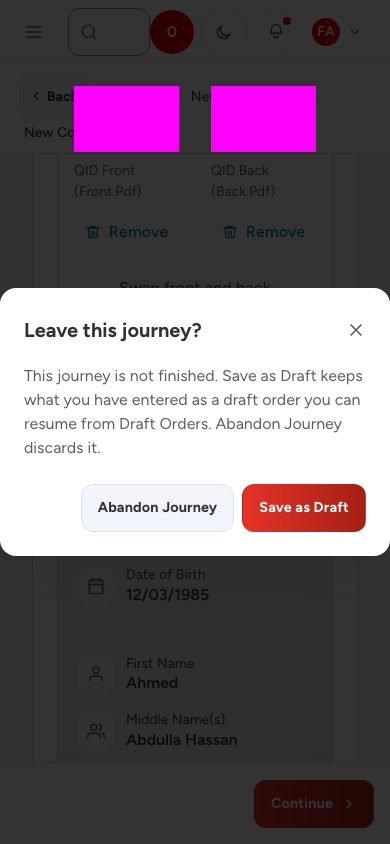 0
FA
Back
New
New Co
QID Front
(Front.Pdf)
QID Back
(Back.Pdf)
Remove
Remove
Swap front and back
Leave this journey?
This journey is not finished. Save as Draft keeps
what you have entered as a draft order you can
resume from Draft Orders. Abandon Journey
discards it.
Abandon Journey
Save as Draft
Date of Birth
12/03/1985
First Name
Ahmed
Middle Name(s)
Abdulla Hassan
Continue